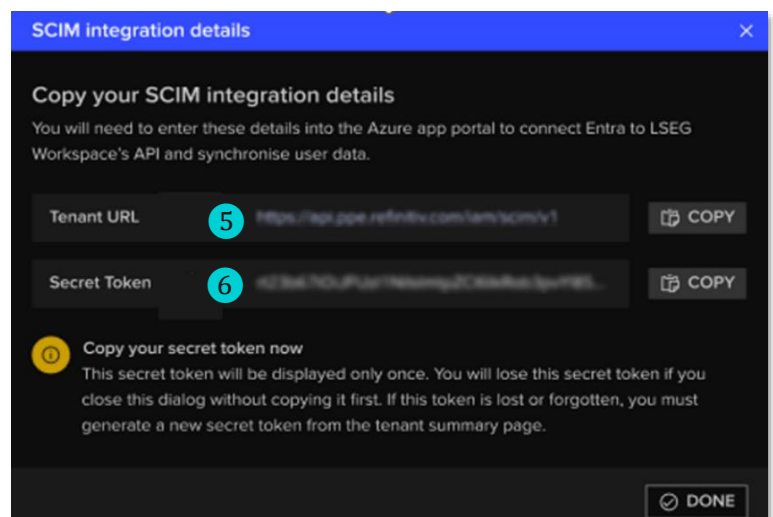 SCIM integration details
Copy your SCIM integration details
You will need to enter these details into the Azure app portal to connect Entra to LSEG
Workspace's API and synchronise user data.
Tenant URL 5 COPY
Secret Token 6 COPY
Copy your secret token now
This secret token will be displayed only once. You will lose this secret token if you
close this dialog without copying it first. If this token is lost or forgotten, you must
generate a new secret token from the tenant summary page.
DONE